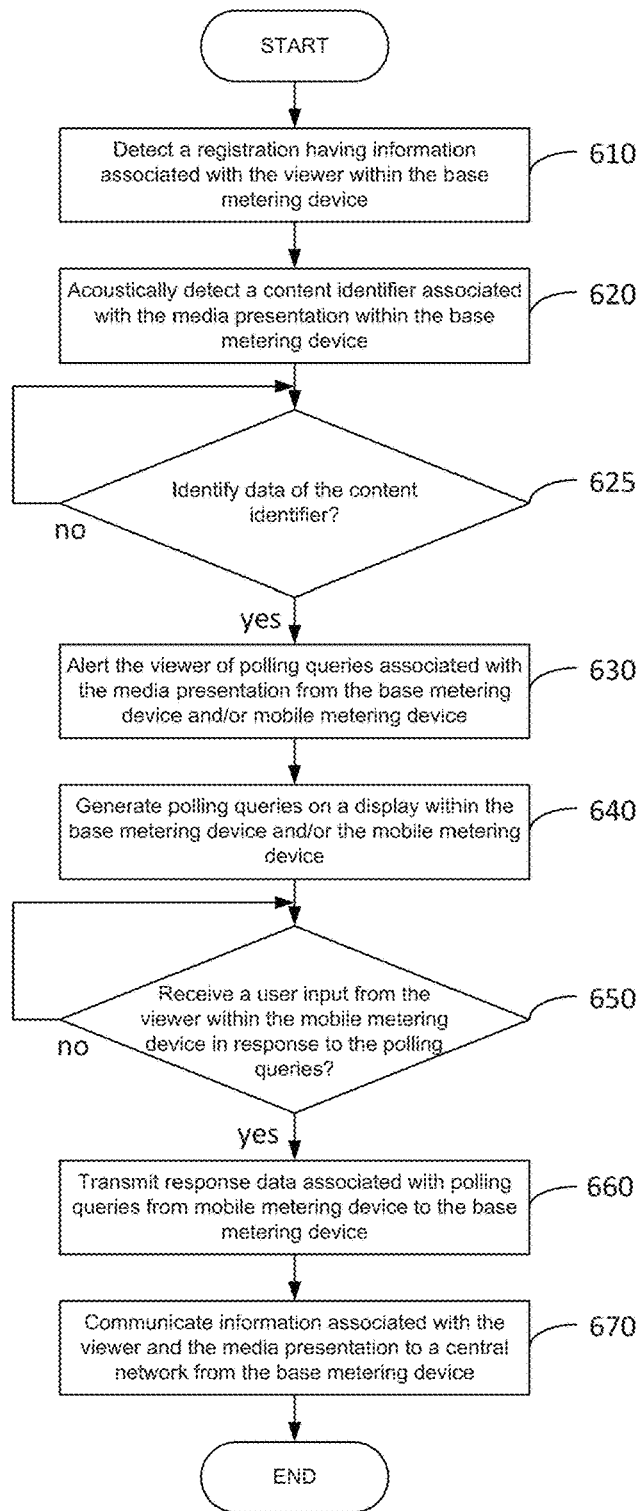 START
Detect a registration having information
associated with the viewer within the base
metering device
610
Acoustically detect a content identifier associated
with the media presentation within the base
metering device
620
Identify data of the content
identifier?
625
no
yes
Alert the viewer of polling queries associated with
the media presentation from the base metering
device and/or mobile metering device
630
Generate polling queries on a display within the
base metering device and/or the mobile metering
device
640
Receive a user input from the
viewer within the mobile metering
device in response to the polling
queries?
650
no
yes
Transmit response data associated with polling
queries from mobile metering device to the base
metering device
660
Communicate information associated with the
viewer and the media presentation to a central
network from the base metering device
670
END